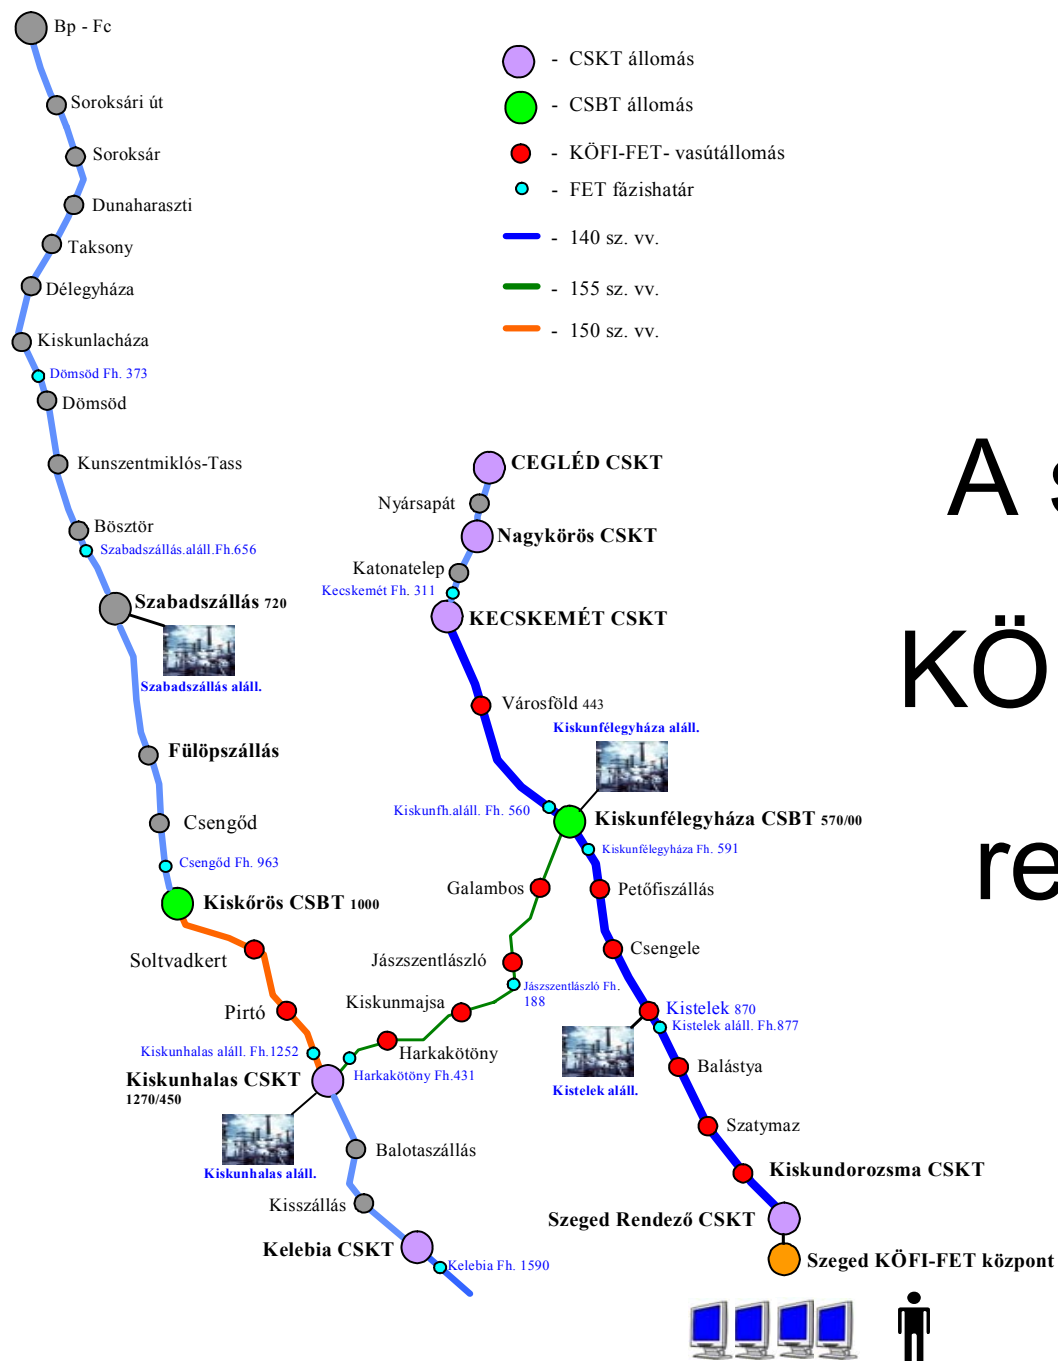 Bp - Fc
Soroksári út
Soroksár
Dunaharaszti
Taksony
Délegyháza
Kiskunlacháza
Dömsöd Fh. 373
Dömsöd
Kunszentmiklós-Tass
Bösztör
Szabadszállás.aláll.Fh.656
Szabadszállás 720
Szabadszállás aláll.
Fülöpszállás
Csengőd
Csengőd Fh. 963
Kiskőrös CSBT 1000
Soltvadkert
Pirtó
Kiskunhalas aláll. Fh.1252
Kiskunhalas CSKT
1270/450
Kiskunhalas aláll.
Balotaszállás
Kisszállás
Kelebia CSKT
Kelebia Fh. 1590
- CSKT állomás
- CSBT állomás
- KÖFI-FET- vasútállomás
- FET fázishatár
- 140 sz. vv.
- 155 sz. vv.
- 150 sz. vv.
CEGLÉD CSKT
Nyársapát
Nagykörös CSKT
Katonatelep
Kecskemét Fh. 311
KECSKEMÉT CSKT
Városföld 443
Kiskunfélegyháza aláll.
Kiskunfh.aláll. Fh. 560
Kiskunfélegyháza CSBT 570/00
Kiskunfélegyháza Fh. 591
Galambos
Petőfiszállás
Csengele
Jászszentlászló
Jászszentlászló Fh.
188
Kiskunmajsa
Harkakötöny
Harkakötöny Fh.431
Kistelek 870
Kistelek aláll. Fh.877
Kistelek aláll.
Balástya
Szatymaz
Kiskundorozsma CSKT
Szeged Rendező CSKT
Szeged KÖFI-FET központ
A s
KÖ
re